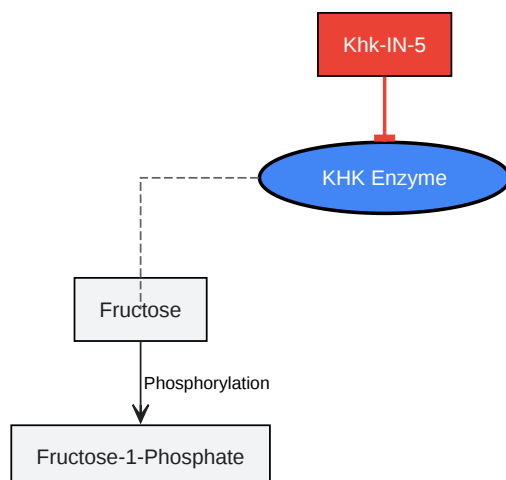 Khk-IN-5
KHK Enzyme
Fructose
Phosphorylation
Fructose-1-Phosphate